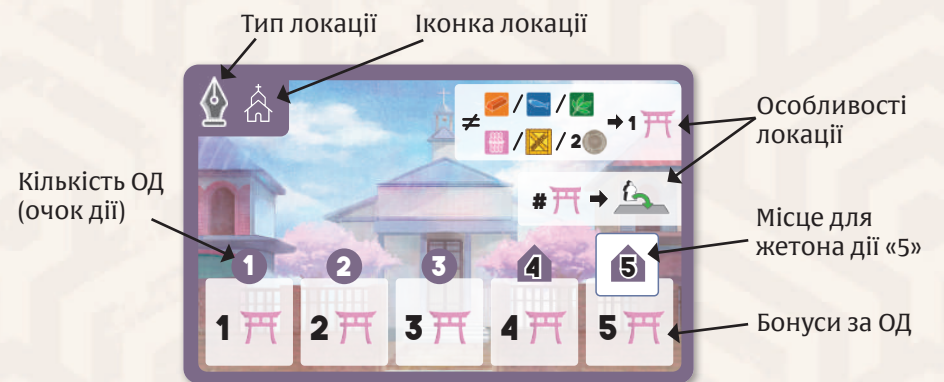 Тип локації
Іконка локації
≠ / / → 1
/ / 2
Особливості
локації
# →
Кількість ОД
(очок дії)
Місце для
жетона дії «5»
1 2 3 4 5
1 2 3 4 5
Бонуси за ОД